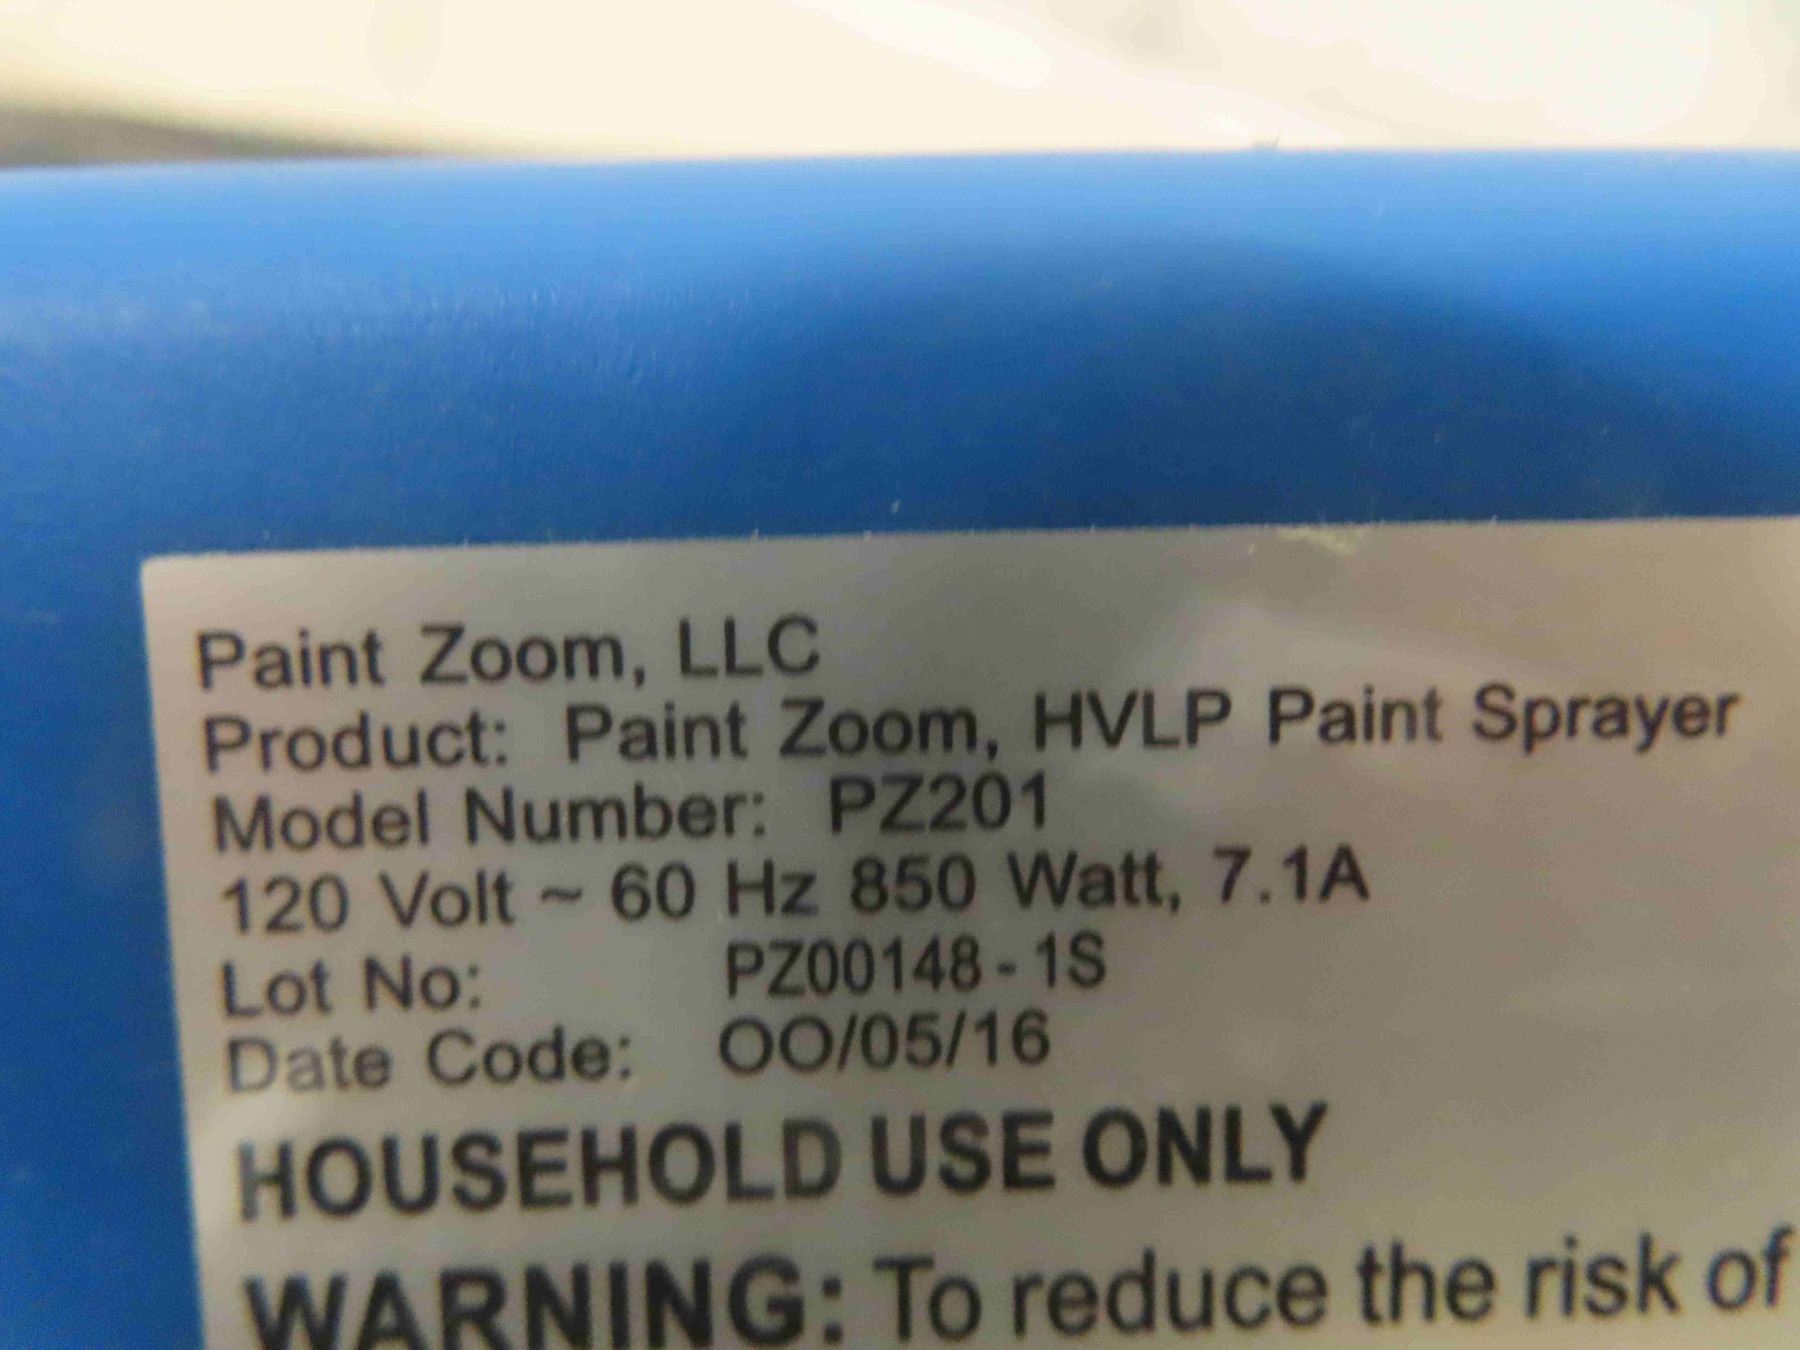 Paint Zoom, LLC
Product: Paint Zoom, HVLP Paint Sprayer
Model Number: PZ201
120 Volt ~ 60 Hz 850 Watt, 7.1A
Lot No: PZ00148-1S
Date Code: OO/05/16
HOUSEHOLD USE ONLY
WARNING: To reduce the risk of